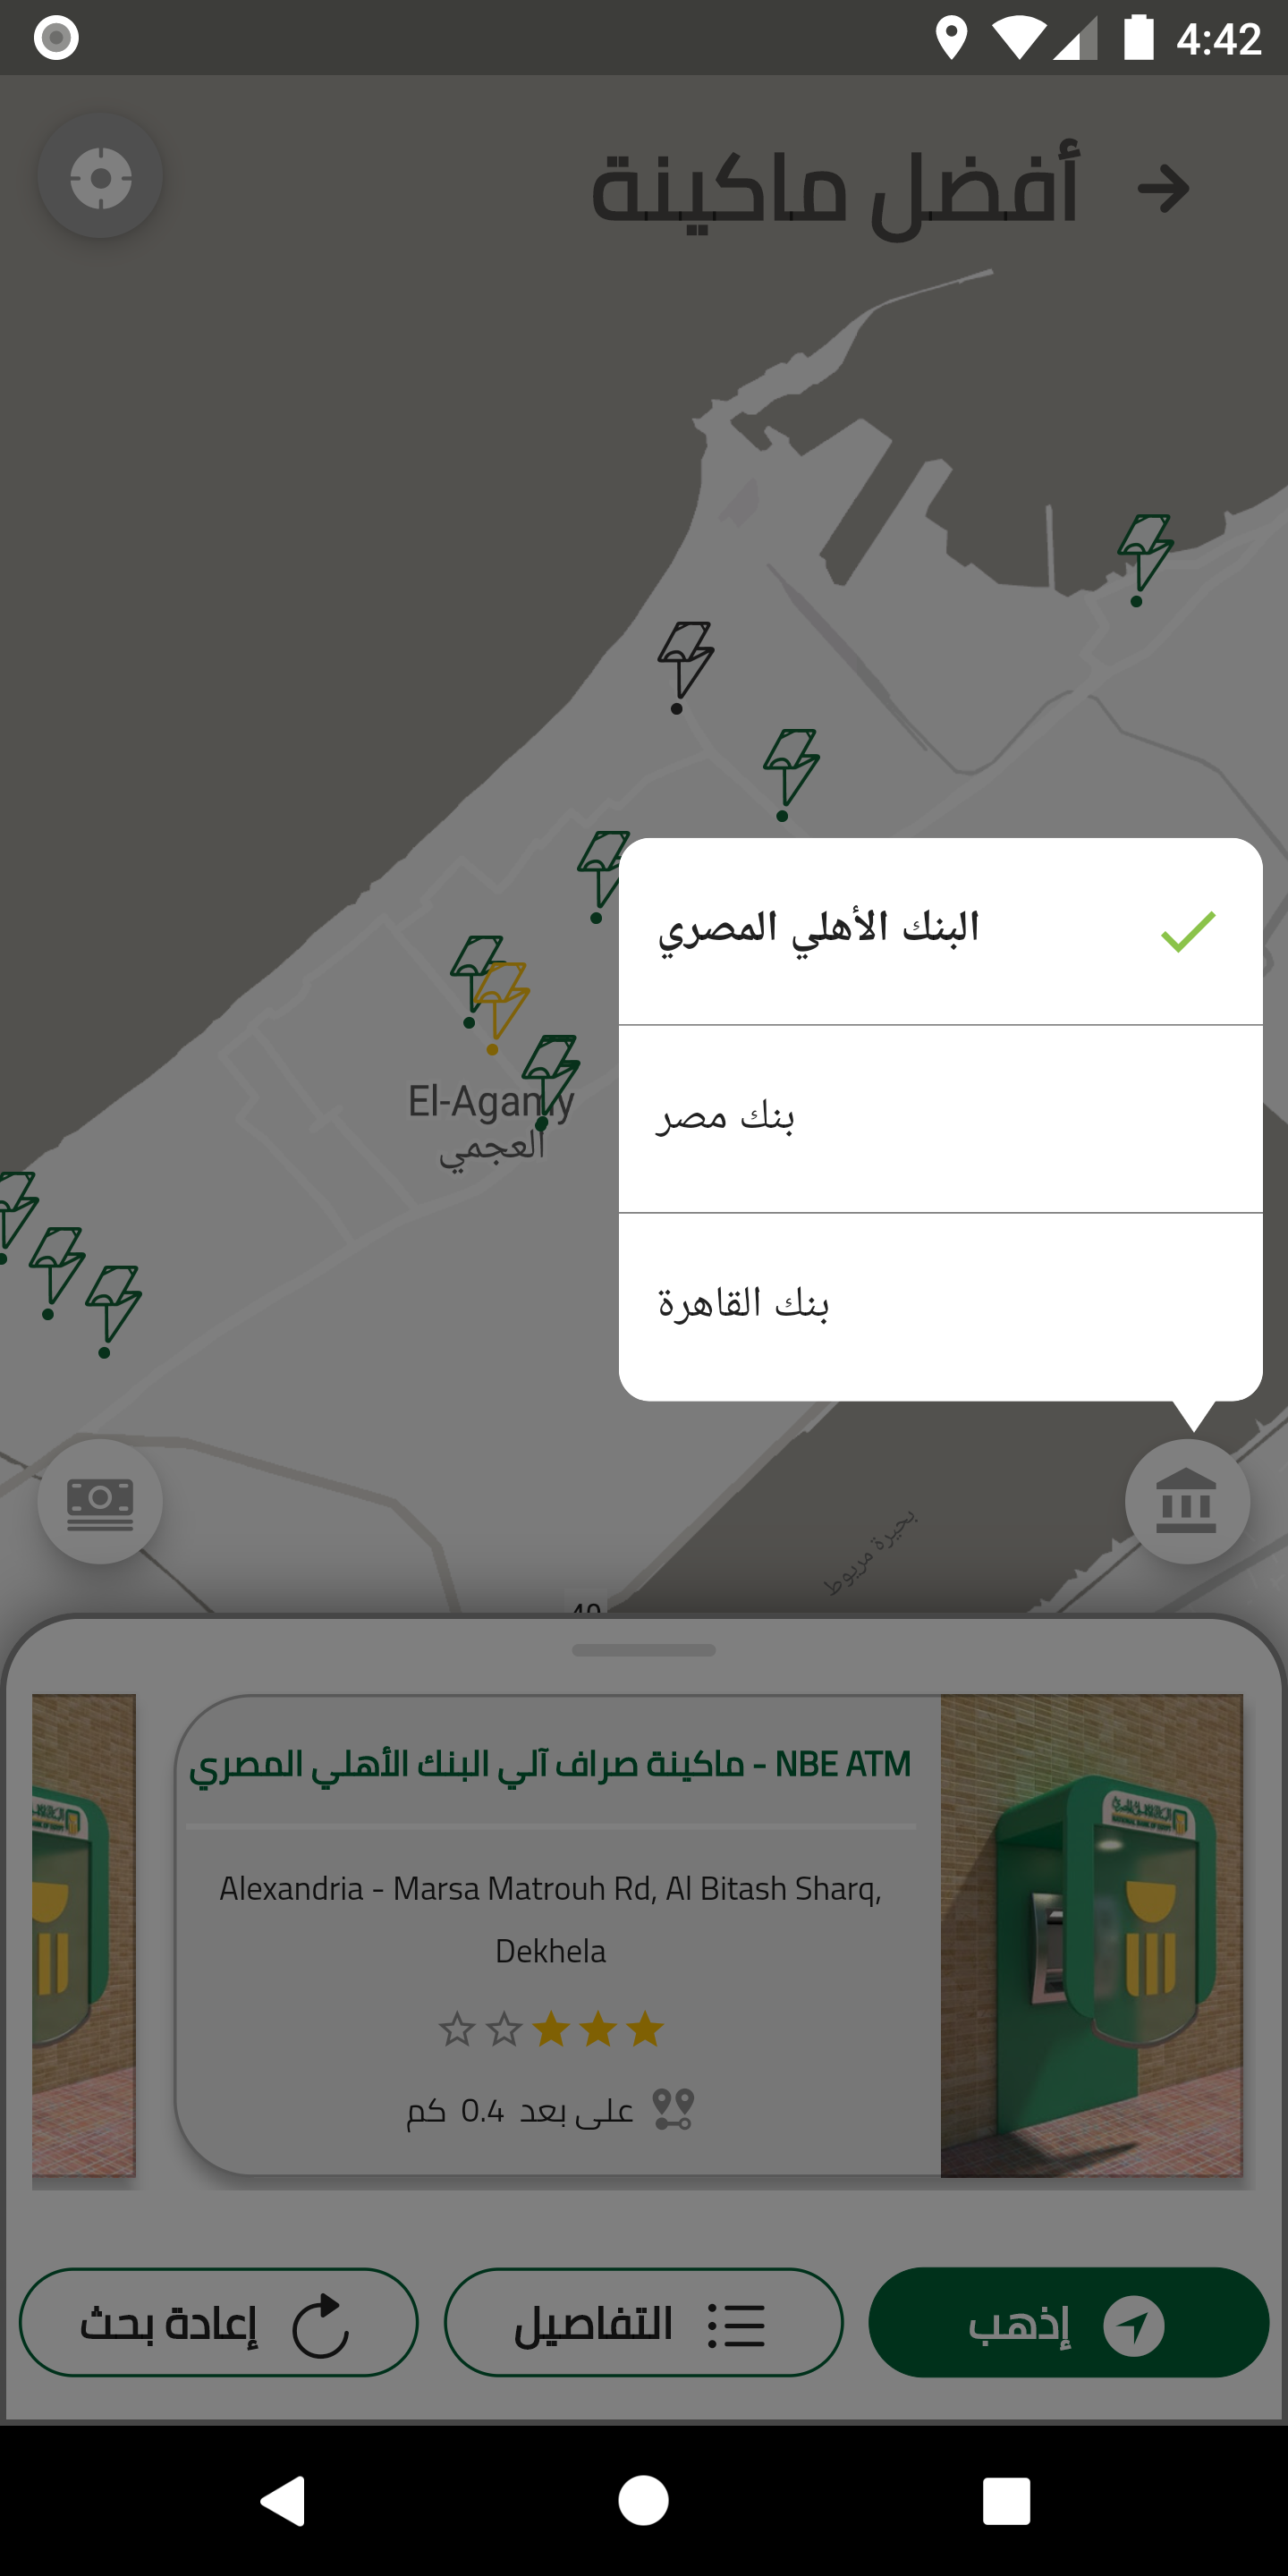 4:42
أفضل ماكينة
البنك الأهلي المصري
بنك مصر
بنك القاهرة
El-Agamy
العجمي
بحيرة مريوط
40
NBE ATM - ماكينة صراف آلي البنك الأهلي المصري
Alexandria - Marsa Matrouh Rd, Al Bitash Sharq,
Dekhela
على بعد 0.4 كم
إذهب
التفاصيل
إعادة بحث